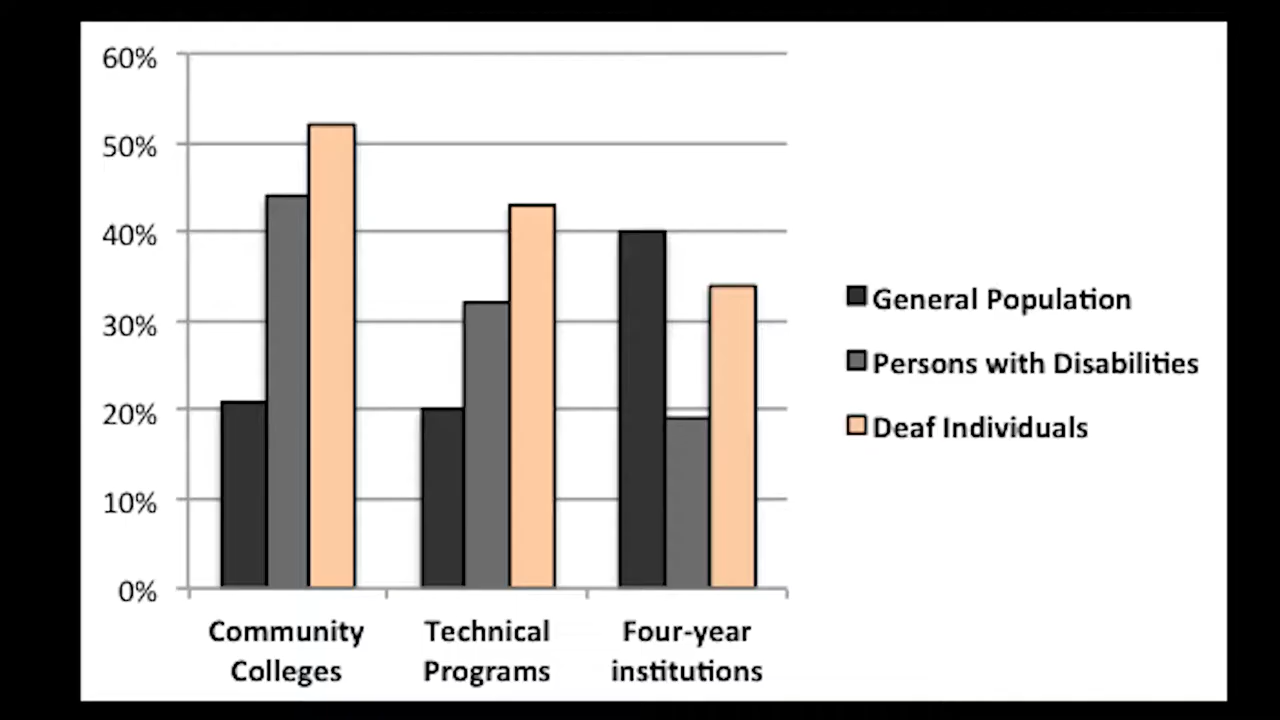 60%
50%
40%
30%
20%
10%
0%
Community
Colleges
Technical
Programs
Four-year
institutions
General Population
Persons with Disabilities
Deaf Individuals